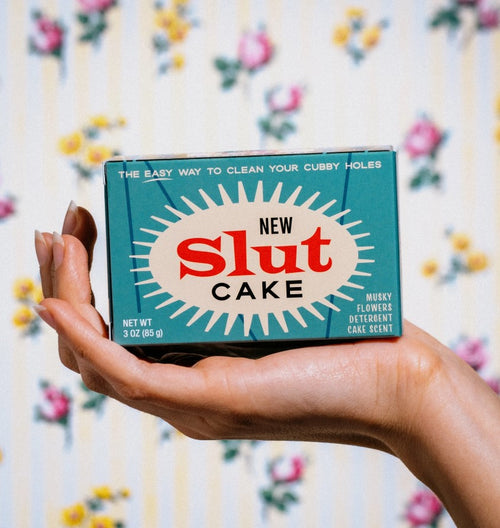 THE EASY WAY TO CLEAN YOUR CUBBY HOLES
NEW
Slut
CAKE
NET WT
3 OZ (85 g)
MUSKY
FLOWERS
DETERGENT
CAKE SCENT